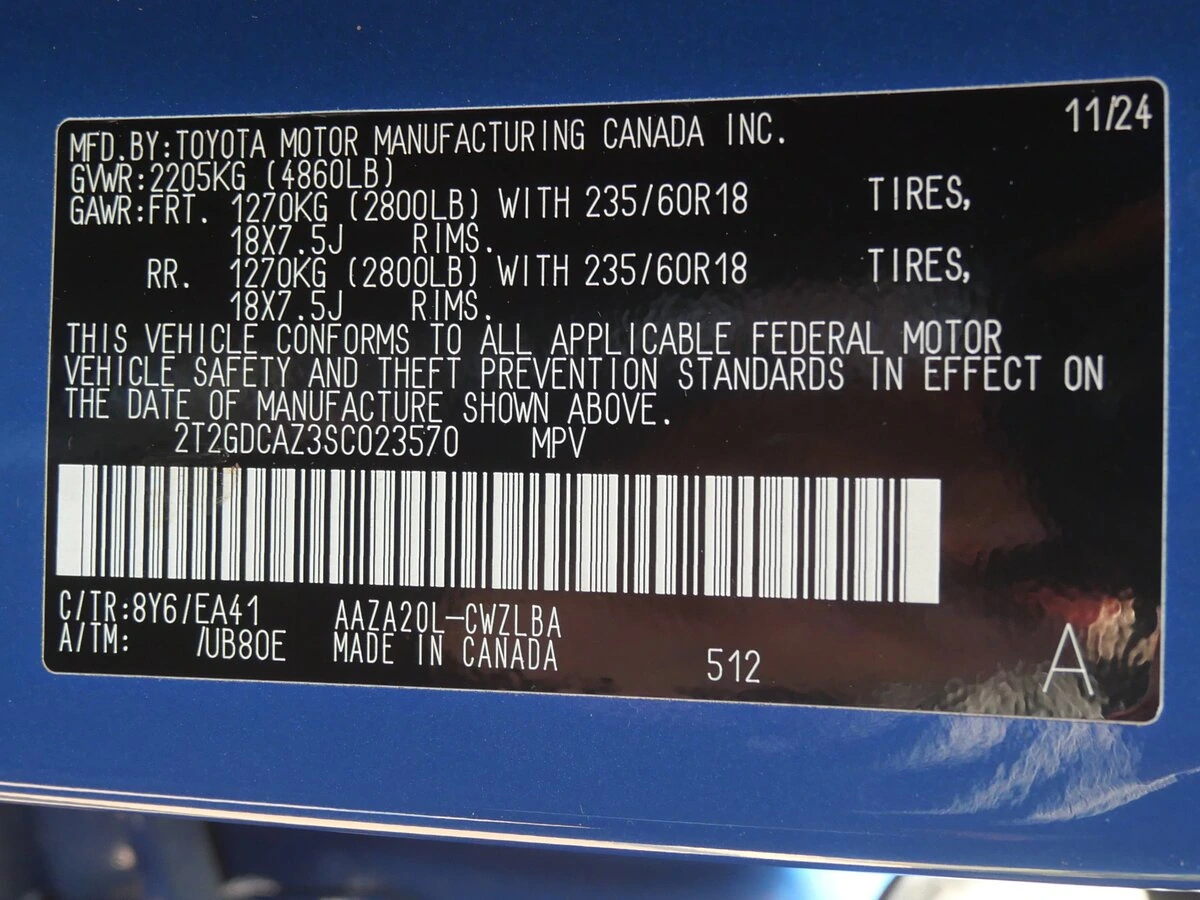 11/24
MFD.BY:TOYOTA MOTOR MANUFACTURING CANADA INC.
GVWR:2205KG (4860LB)
GAWR:FRT. 1270KG (2800LB) WITH 235/60R18 TIRES,
18X7.5J RIMS.
RR. 1270KG (2800LB) WITH 235/60R18 TIRES,
18X7.5J RIMS.
THIS VEHICLE CONFORMS TO ALL APPLICABLE FEDERAL MOTOR
VEHICLE SAFETY AND THEFT PREVENTION STANDARDS IN EFFECT ON
THE DATE OF MANUFACTURE SHOWN ABOVE.
2T2GDCAZ3SC023570 MPV
C/TR:8Y6/EA41 AAZA20L-CWZLBA
A/TM: /UB80E MADE IN CANADA
512
A